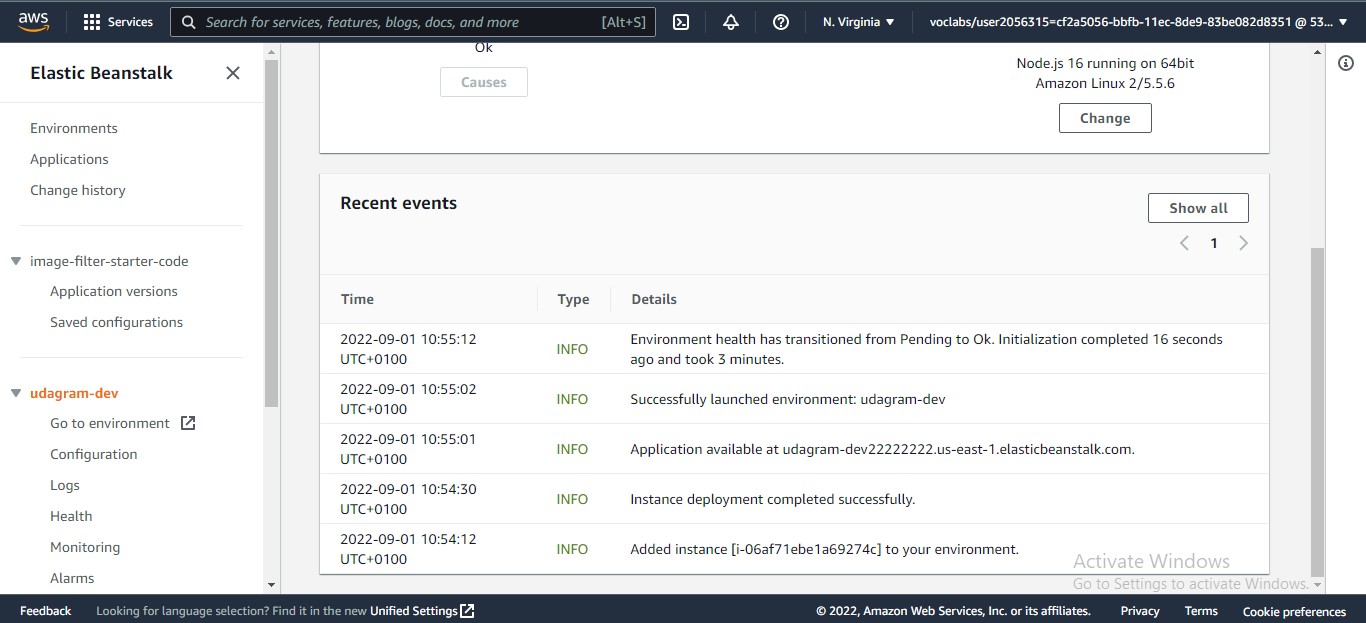 aws
Services
Search for services, features, blogs, docs, and more [Alt+S]
N. Virginia
voclabs/user2056315=cf2a5056-bbfb-11ec-8de9-83be082d8351 @ 53...
Elastic Beanstalk
Environments
Applications
Change history
image-filter-starter-code
Application versions
Saved configurations
udagram-dev
Go to environment
Configuration
Logs
Health
Monitoring
Alarms
Ok
Causes
Node.js 16 running on 64bit
Amazon Linux 2/5.5.6
Change
Recent events
Show all
1
Time Type Details
2022-09-01 10:55:12
UTC+0100
INFO
Environment health has transitioned from Pending to Ok. Initialization completed 16 seconds
ago and took 3 minutes.
2022-09-01 10:55:02
UTC+0100
INFO
Successfully launched environment: udagram-dev
2022-09-01 10:55:01
UTC+0100
INFO
Application available at udagram-dev22222222.us-east-1.elasticbeanstalk.com.
2022-09-01 10:54:30
UTC+0100
INFO
Instance deployment completed successfully.
2022-09-01 10:54:12
UTC+0100
INFO
Added instance [i-06af71ebe1a69274c] to your environment.
Activate Windows
Go to Settings to activate Windows.
Feedback
Looking for language selection? Find it in the new Unified Settings
© 2022, Amazon Web Services, Inc. or its affiliates.
Privacy
Terms
Cookie preferences